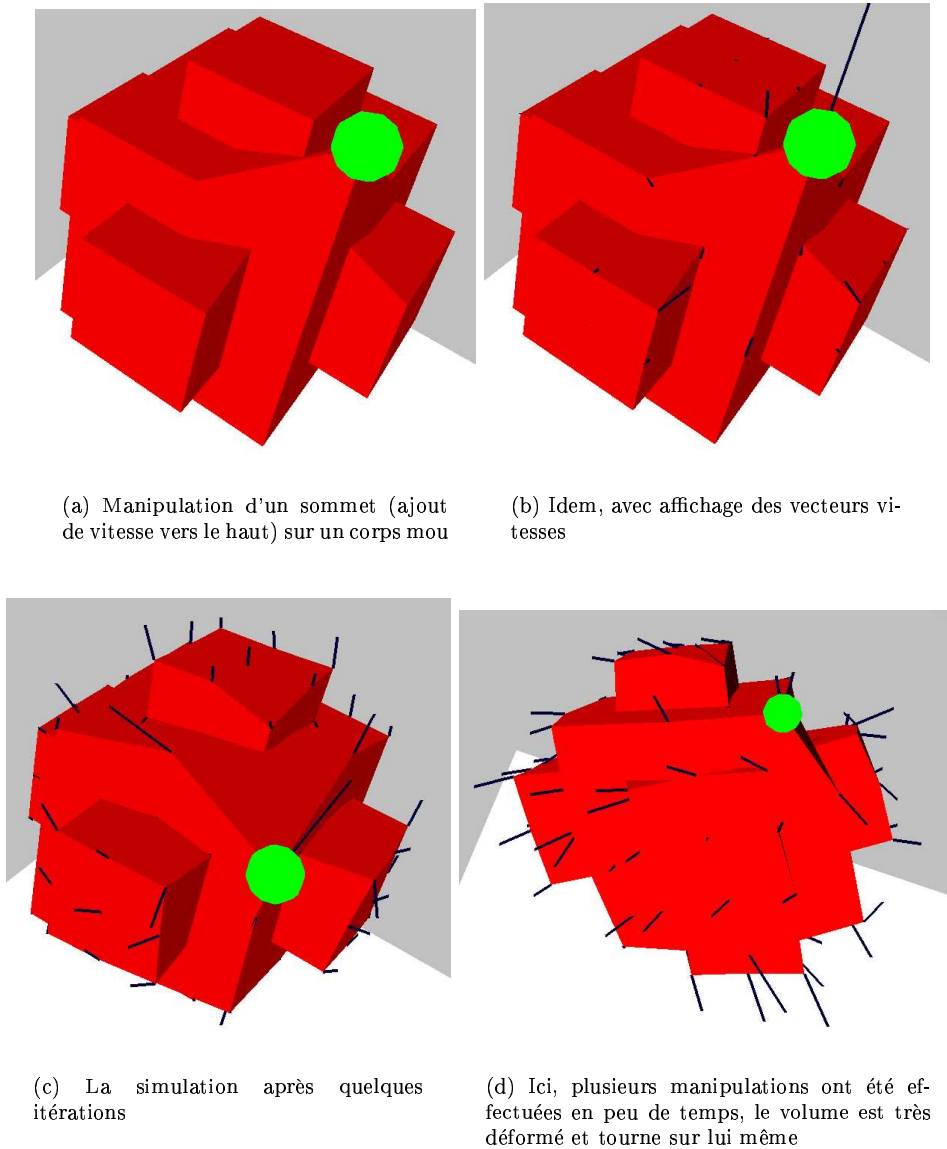 (a) Manipulation d'un sommet (ajout
de vitesse vers le haut) sur un corps mou
(b) Idem, avec affichage des vecteurs vi-
tesses
(c) La simulation après quelques
itérations
(d) Ici, plusieurs manipulations ont été ef-
fectuées en peu de temps, le volume est très
déformé et tourne sur lui même